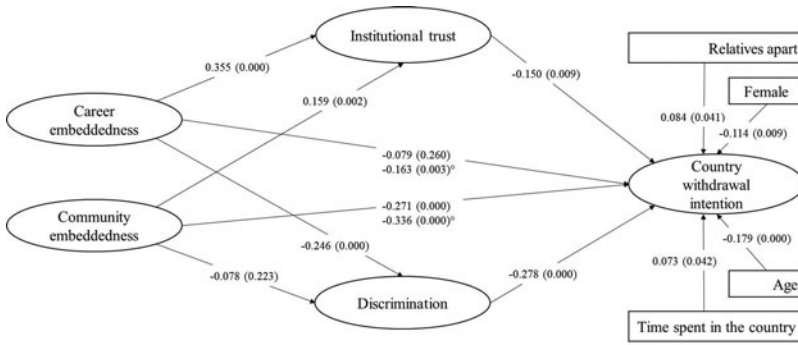 Institutional trust
Relatives apart
0.355 (0.000)
-0.150 (0.009)
0.159 (0.002)
Female
Career
embeddedness
0.084 (0.041)
-0.114 (0.009)
-0.079 (0.260)
-0.163 (0.003)°
Country
withdrawal
intention
-0.271 (0.000)
-0.336 (0.000)°
Community
embeddedness
-0.246 (0.000)
-0.179 (0.000)
0.073 (0.042)
-0.078 (0.223)
-0.278 (0.000)
Age
Discrimination
Time spent in the country